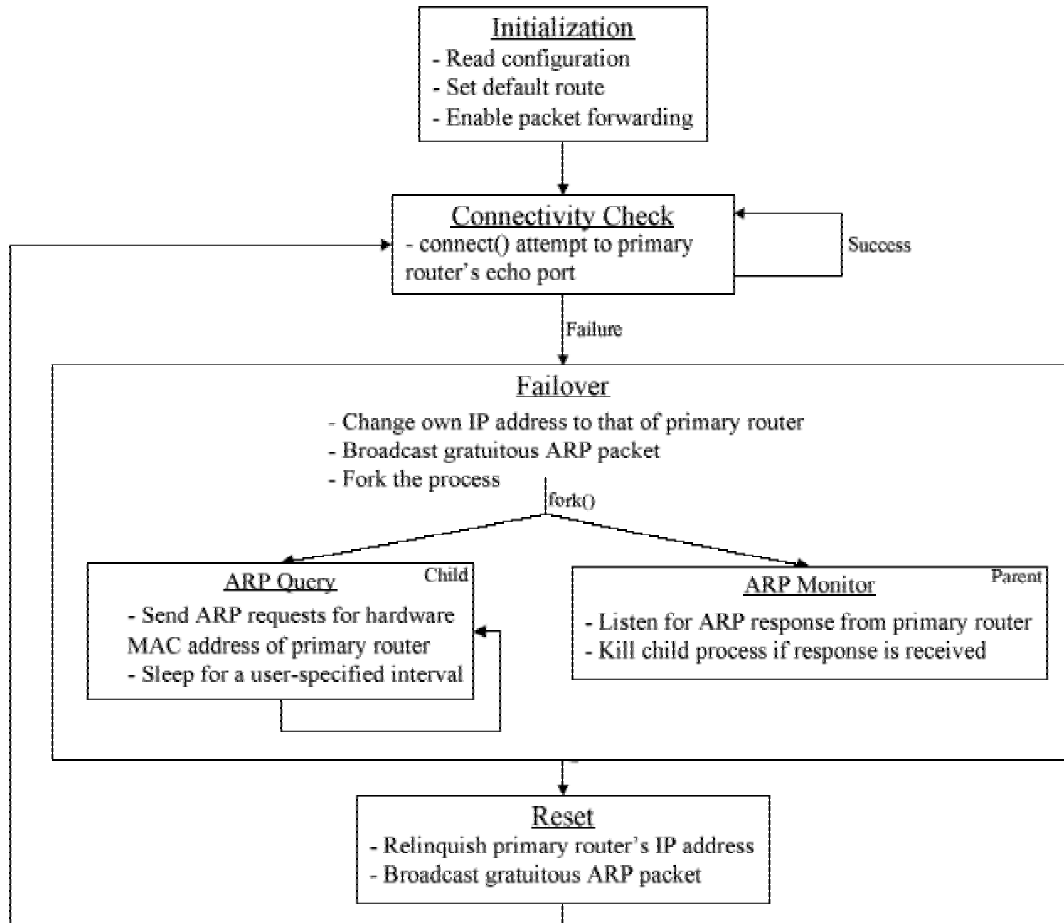 Initialization
- Read configuration
- Set default route
- Enable packet forwarding
Connectivity Check
- connect() attempt to primary
router's echo port
Success
Failure
Failover
- Change own IP address to that of primary router
- Broadcast gratuitous ARP packet
- Fork the process
fork()
ARP Query
Child
- Send ARP requests for hardware
MAC address of primary router
- Sleep for a user-specified interval
ARP Monitor
Parent
- Listen for ARP response from primary router
- Kill child process if response is received
Reset
- Relinquish primary router's IP address
- Broadcast gratuitous ARP packet